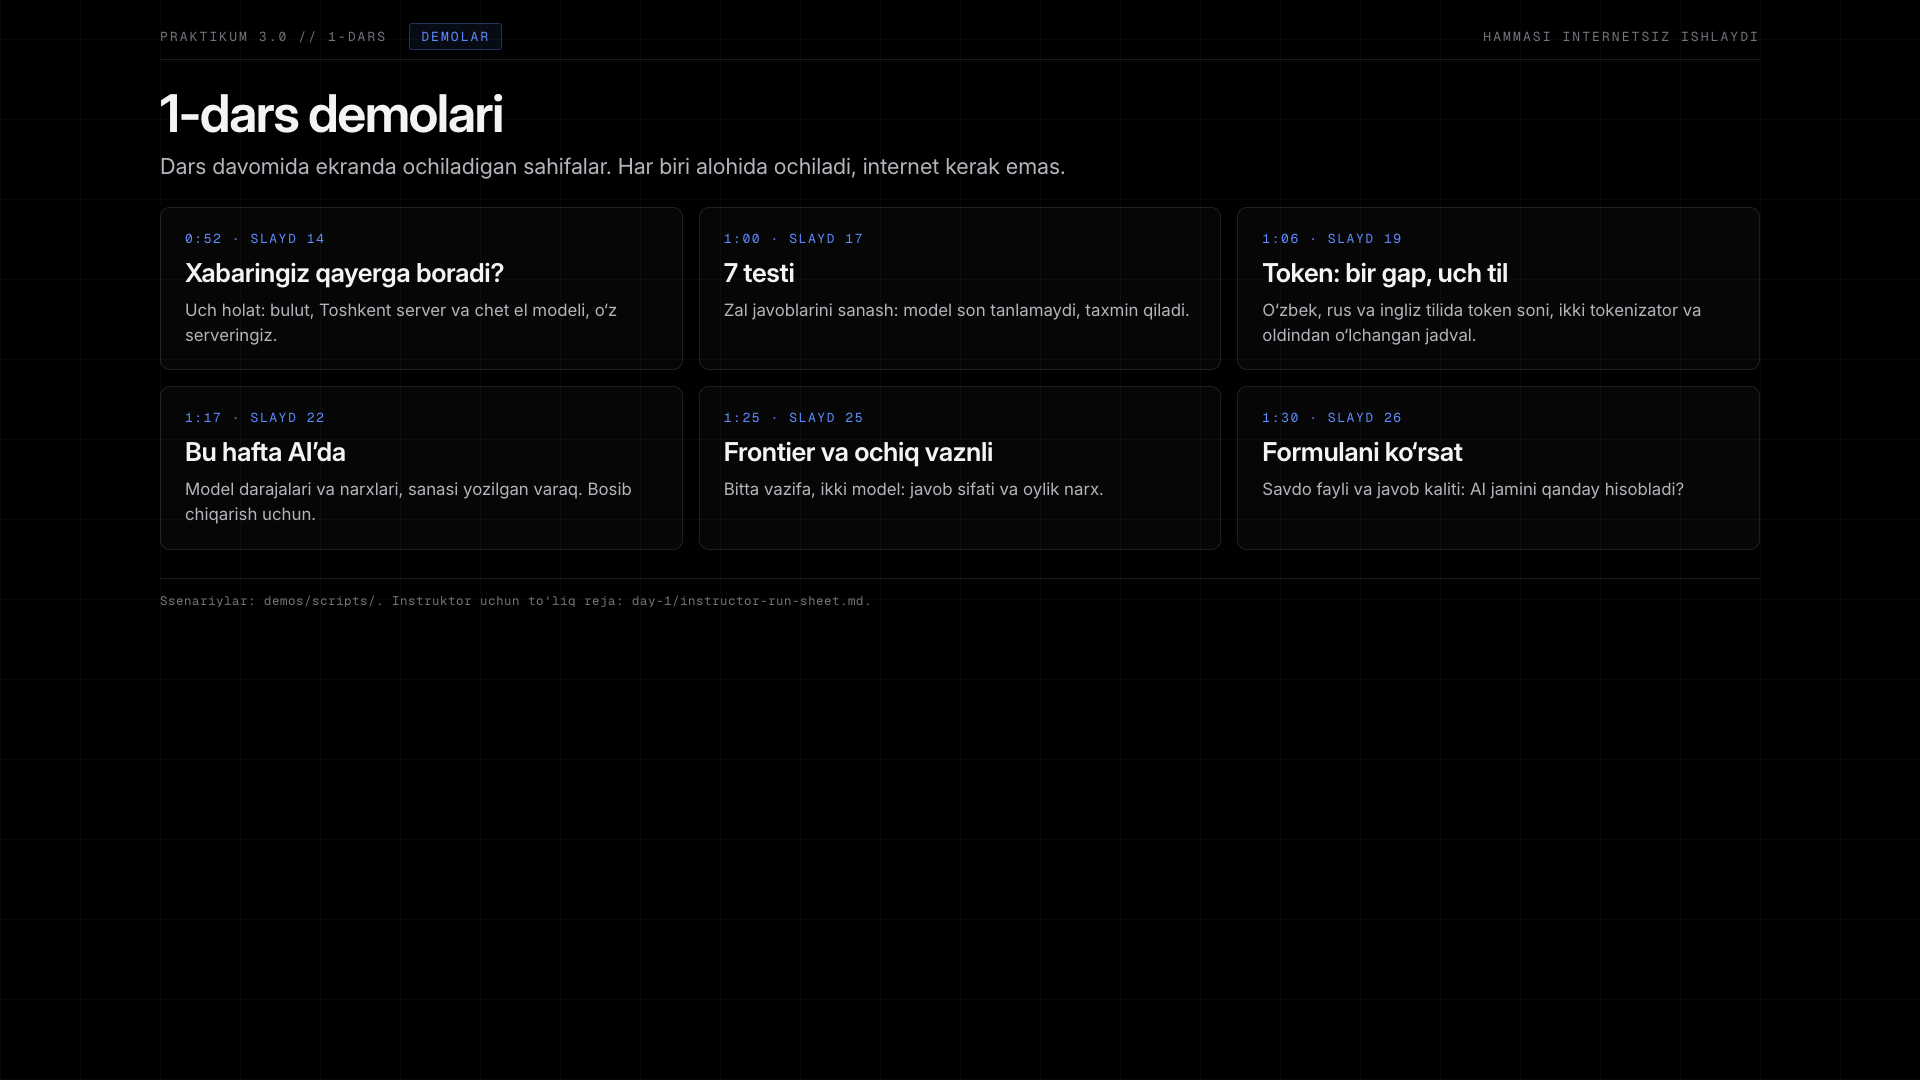 PRAKTIKUM 3.0 // 1-DARS DEMOLAR HAMMASI INTERNETSIZ ISHLAYDI
1-dars demolari
Dars davomida ekranda ochiladigan sahifalar. Har biri alohida ochiladi, internet kerak emas.
0:52 · SLAYD 14
Xabaringiz qayerga boradi?
Uch holat: bulut, Toshkent server va chet el modeli, oʻz
serveringiz.
1:00 · SLAYD 17
7 testi
Zal javoblarini sanash: model son tanlamaydi, taxmin qiladi.
1:06 · SLAYD 19
Token: bir gap, uch til
Oʻzbek, rus va ingliz tilida token soni, ikki tokenizator va
oldindan oʻlchangan jadval.
1:17 · SLAYD 22
Bu hafta AI’da
Model darajalari va narxlari, sanasi yozilgan varaq. Bosib
chiqarish uchun.
1:25 · SLAYD 25
Frontier va ochiq vaznli
Bitta vazifa, ikki model: javob sifati va oylik narx.
1:30 · SLAYD 26
Formulani koʻrsat
Savdo fayli va javob kaliti: AI jamini qanday hisobladi?
Ssenariylar: demos/scripts/. Instruktor uchun to'liq reja: day-1/instructor-run-sheet.md.